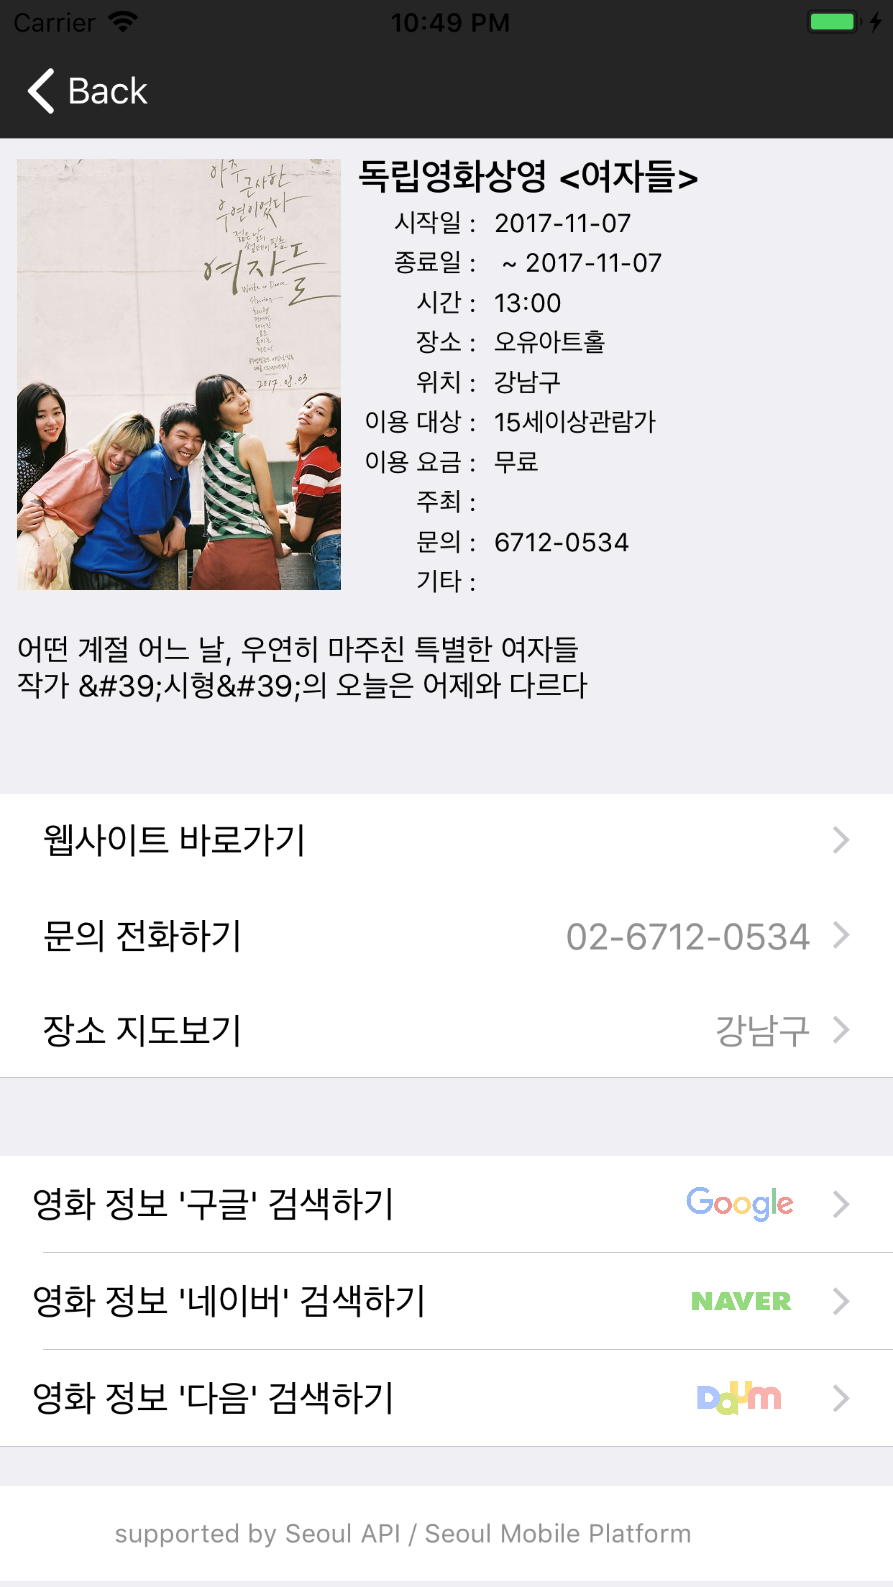 Carrier 10:49 PM
Back
아주
근사한
우연이었다
여자들
2017.08.03
독립영화상영 <여자들>
시작일 : 2017-11-07
종료일 : ~ 2017-11-07
시간 : 13:00
장소 : 오유아트홀
위치 : 강남구
이용 대상 : 15세이상관람가
이용 요금 : 무료
주최 :
문의 : 6712-0534
기타 :
어떤 계절 어느 날, 우연히 마주친 특별한 여자들
작가 &#39;시형&#39;의 오늘은 어제와 다르다
웹사이트 바로가기
문의 전화하기 02-6712-0534
장소 지도보기 강남구
영화 정보 '구글' 검색하기 Google
영화 정보 '네이버' 검색하기 NAVER
영화 정보 '다음' 검색하기 Daum
supported by Seoul API / Seoul Mobile Platform